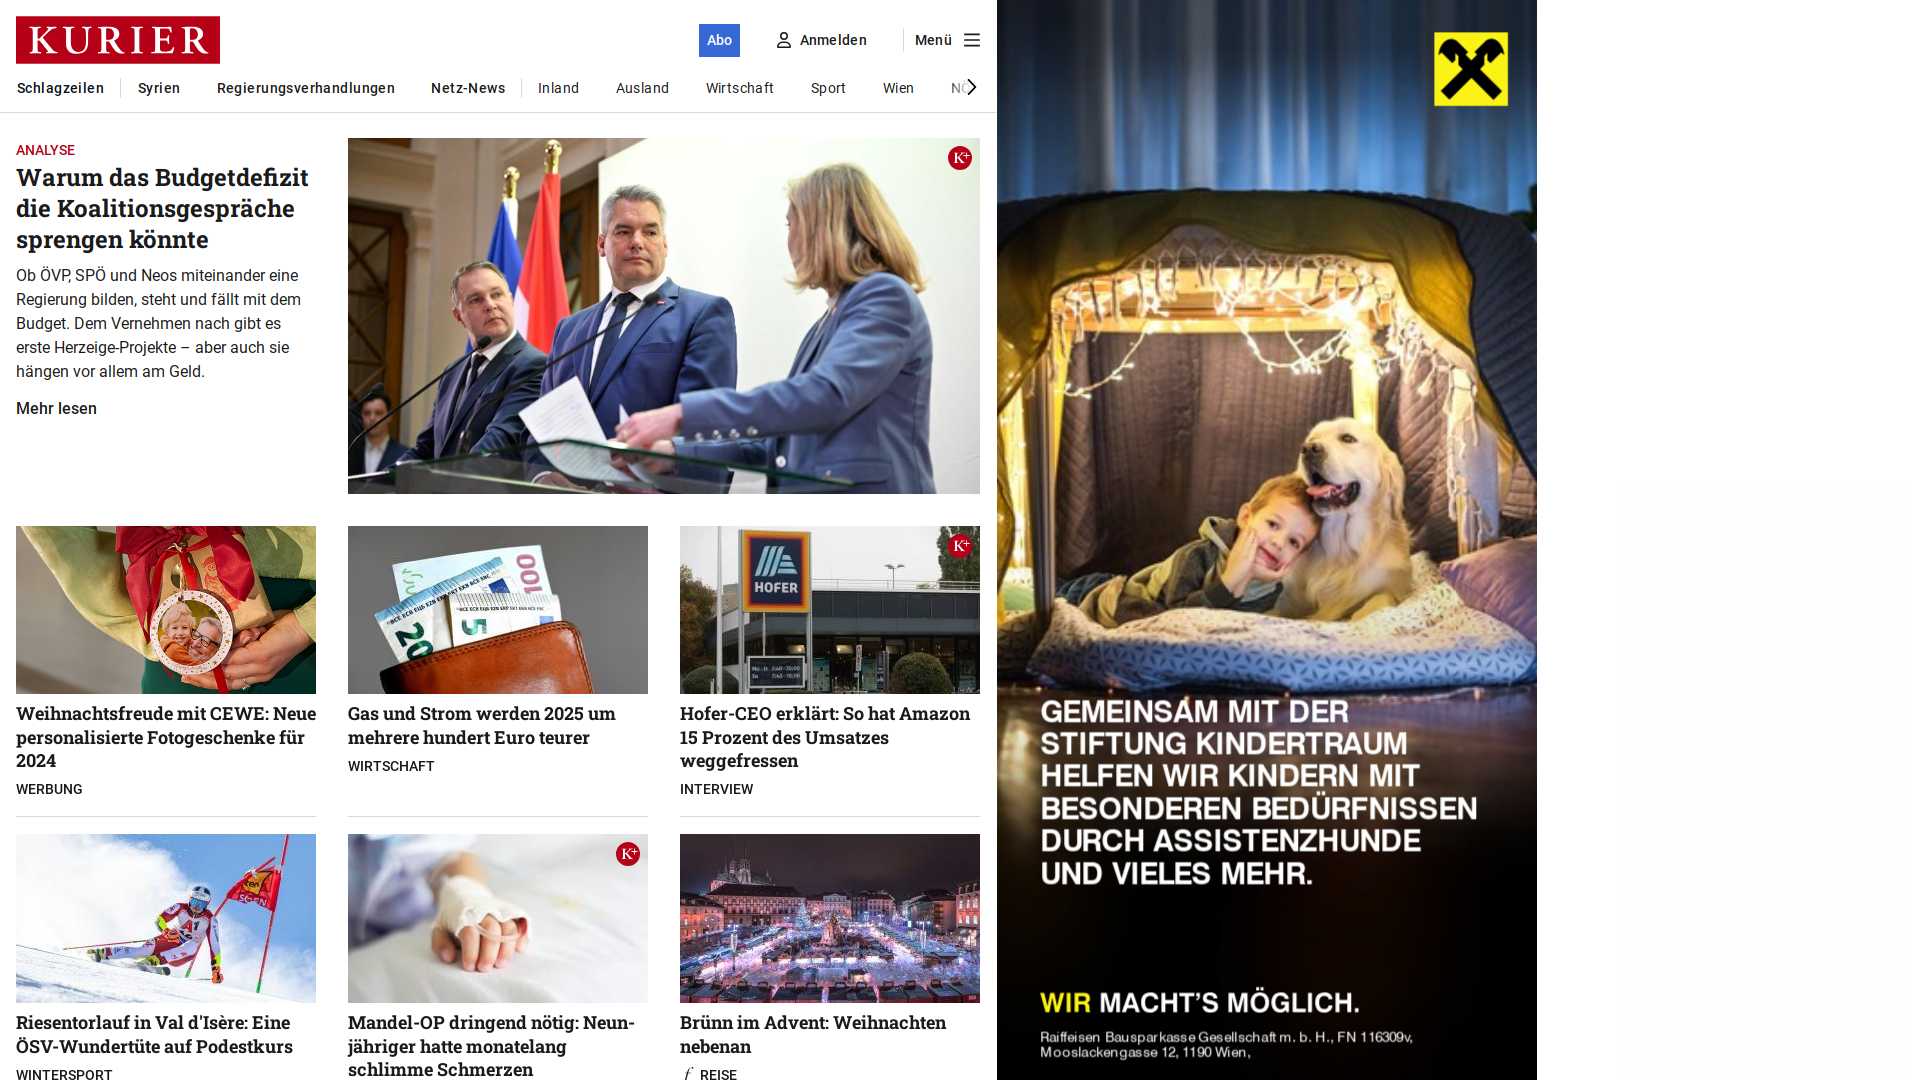 KURIER
Abo
Anmelden
Menü
Schlagzeilen
Syrien
Regierungsverhandlungen
Netz-News
Inland
Ausland
Wirtschaft
Sport
Wien
ANALYSE
Warum das Budgetdefizit
die Koalitionsgespräche
sprengen könnte
Ob ÖVP, SPÖ und Neos miteinander eine
Regierung bilden, steht und fällt mit dem
Budget. Dem Vernehmen nach gibt es
erste Herzeige-Projekte – aber auch sie
hängen vor allem am Geld.
Mehr lesen
K+
Weihnachtsfreude mit CEWE: Neue
personalisierte Fotogeschenke für
2024
WERBUNG
100
20
5
Gas und Strom werden 2025 um
mehrere hundert Euro teurer
WIRTSCHAFT
HOFER
K+
Hofer-CEO erklärt: So hat Amazon
15 Prozent des Umsatzes
weggefressen
INTERVIEW
Riesentorlauf in Val d'Isère: Eine
ÖSV-Wundertüte auf Podestkurs
WINTERSPORT
K+
Mandel-OP dringend nötig: Neun-
jähriger hatte monatelang
schlimme Schmerzen
Brünn im Advent: Weihnachten
nebenan
f REISE
GEMEINSAM MIT DER
STIFTUNG KINDERTRAUM
HELFEN WIR KINDERN MIT
BESONDEREN BEDÜRFNISSEN
DURCH ASSISTENZHUNDE
UND VIELES MEHR.
WIR MACHT'S MÖGLICH.
Raiffeisen Bausparkasse Gesellschaft m. b. H., FN 116309v,
Mooslackengasse 12, 1190 Wien,